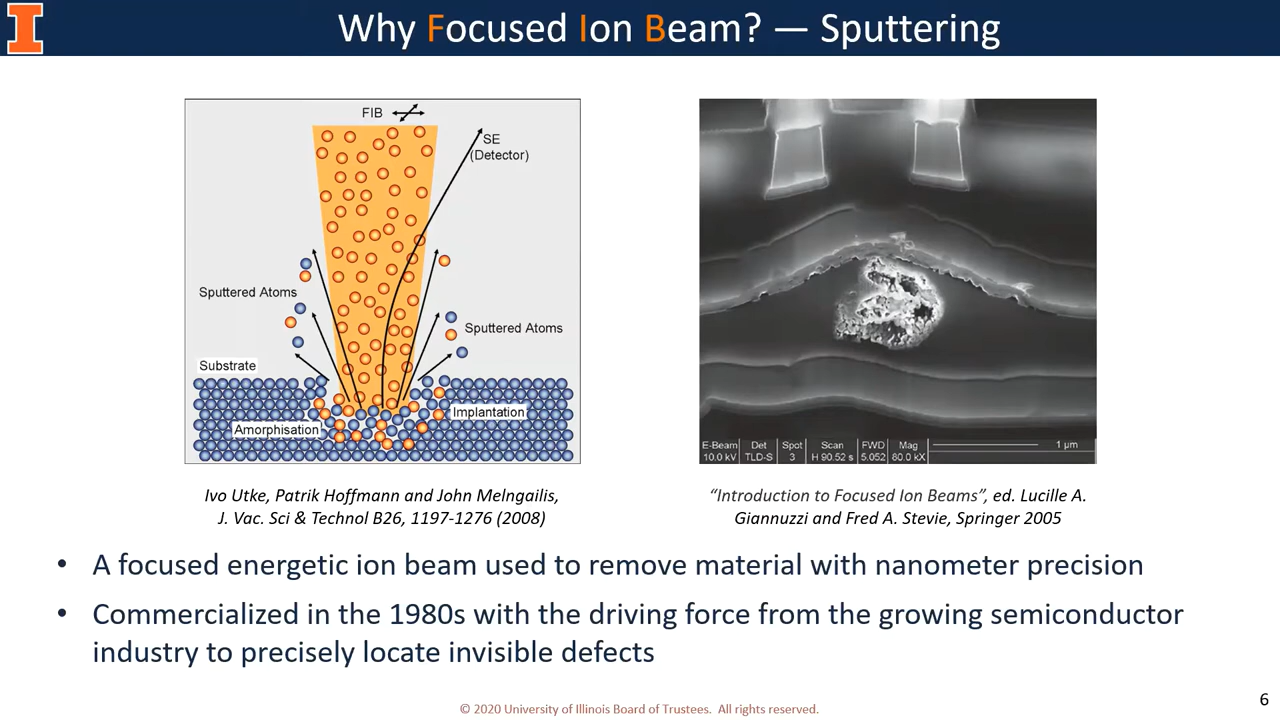 I
Why Focused Ion Beam? — Sputtering
FIB
SE
(Detector)
Sputtered Atoms
Sputtered Atoms
Substrate
Implantation
Amorphisation
E-Beam Det Spot Scan FWD Mag 1 µm
10.0 kV TLD-S 3 H 90.52 s 5.052 80.0 kX
Ivo Utke, Patrik Hoffmann and John Melngailis,
J. Vac. Sci & Technol B26, 1197-1276 (2008)
“Introduction to Focused Ion Beams”, ed. Lucille A.
Giannuzzi and Fred A. Stevie, Springer 2005
• A focused energetic ion beam used to remove material with nanometer precision
• Commercialized in the 1980s with the driving force from the growing semiconductor
industry to precisely locate invisible defects
© 2020 University of Illinois Board of Trustees. All rights reserved.
6